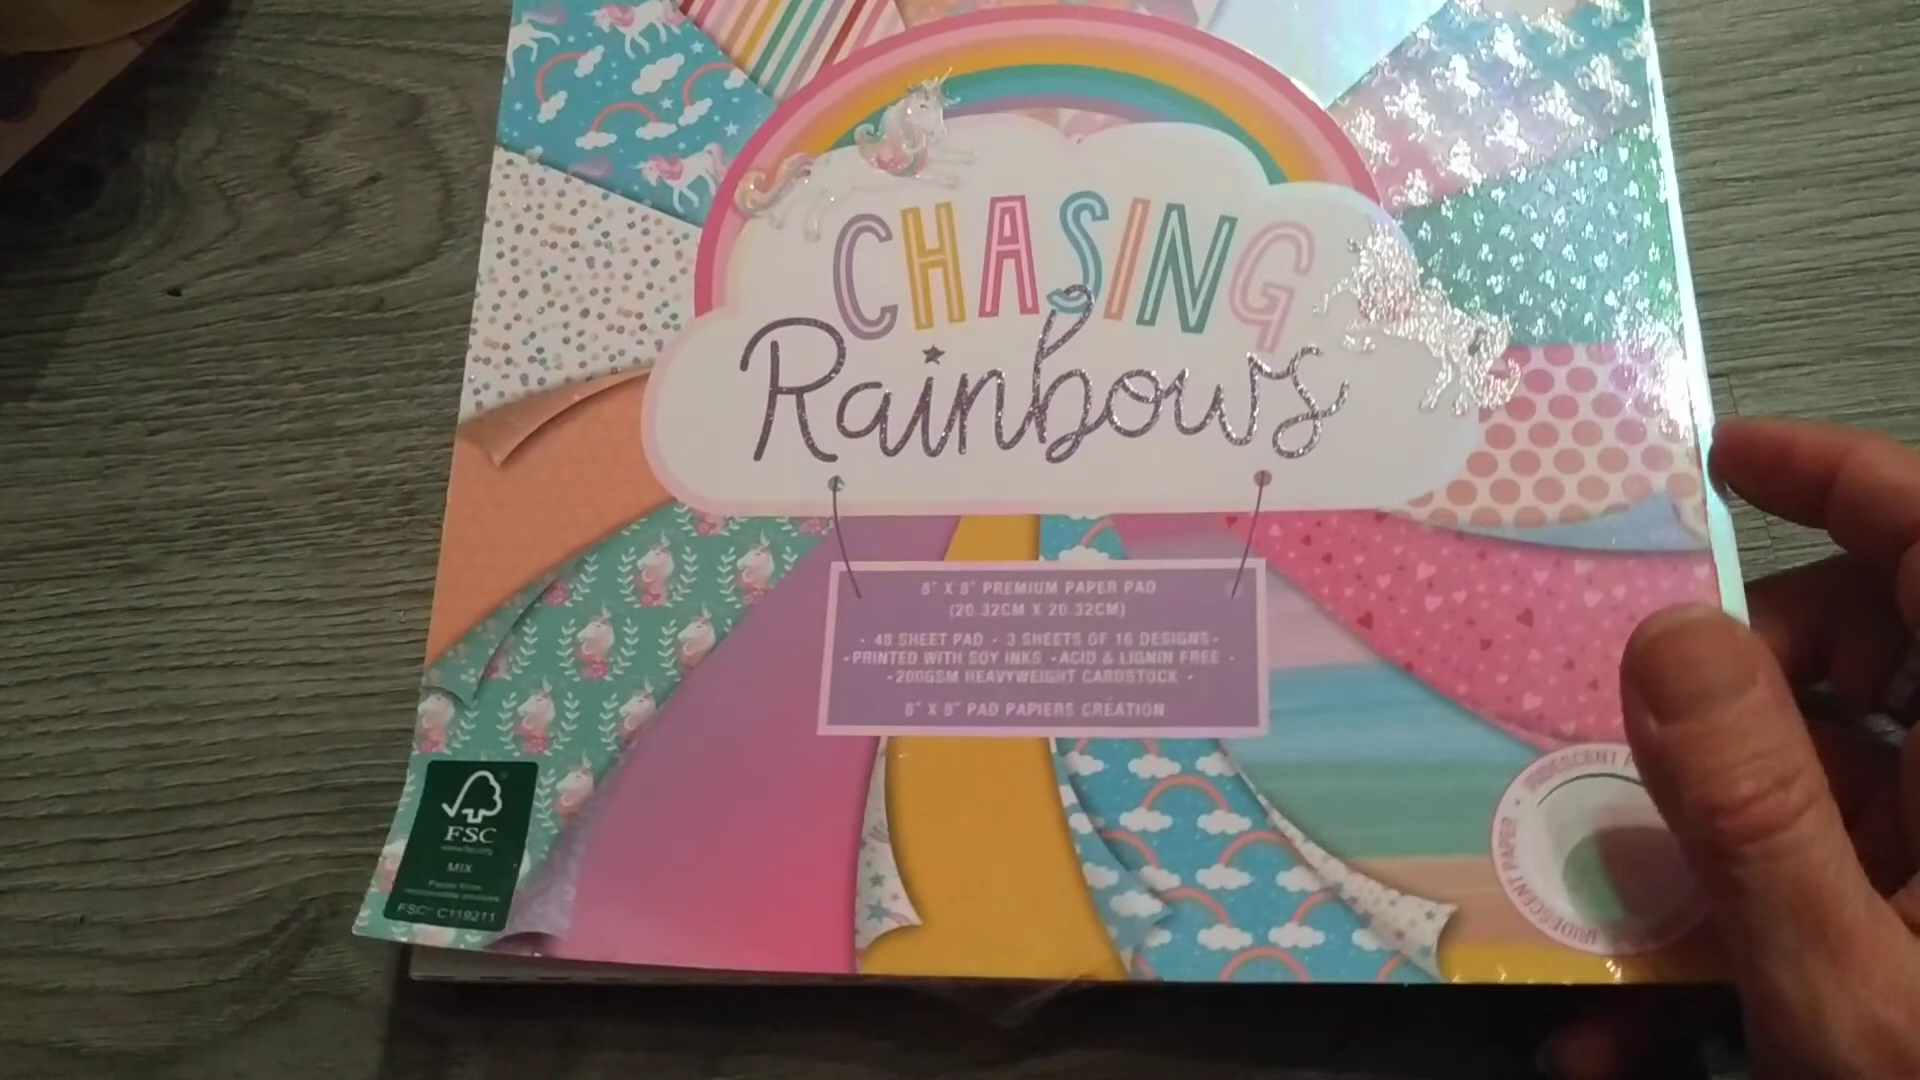 CHASING
Rainbows
8" X 8" PREMIUM PAPER PAD
(20.32CM X 20.32CM)
• 48 SHEET PAD • 3 SHEETS OF 16 DESIGNS •
• PRINTED WITH SOY INKS • ACID & LIGNIN FREE •
• 200GSM HEAVYWEIGHT CARDSTOCK •
8" X 8" PAD PAPIERS CRÉATION
FSC
MIX
FSC® C119211
IRIDESCENT
IRIDESCENT PAPER